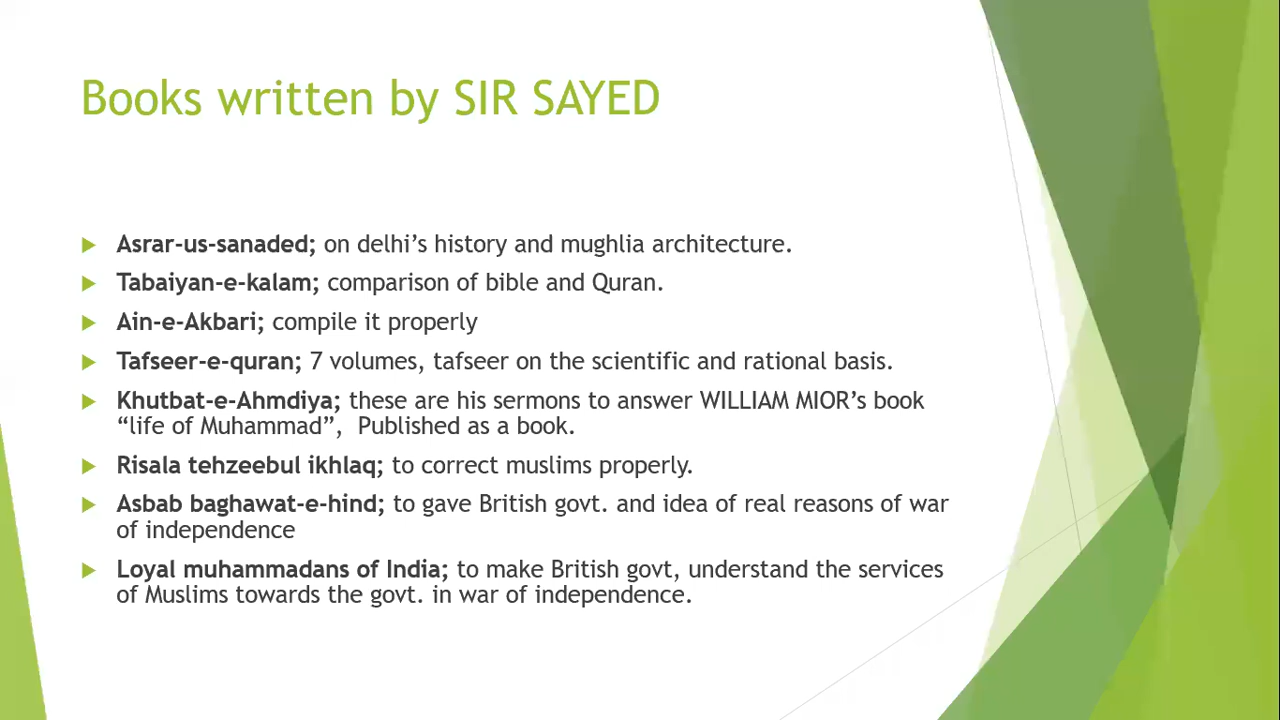 Books written by SIR SAYED
Asrar-us-sanaded; on delhi's history and mughlia architecture.
Tabaiyan-e-kalam; comparison of bible and Quran.
Ain-e-Akbari; compile it properly
Tafseer-e-quran; 7 volumes, tafseer on the scientific and rational basis.
Khutbat-e-Ahmdiya; these are his sermons to answer WILLIAM MIOR's book
“life of Muhammad”,  Published as a book.
Risala tehzeebul ikhlaq; to correct muslims properly.
Asbab baghawat-e-hind; to gave British govt. and idea of real reasons of war
of independence
Loyal muhammadans of India; to make British govt, understand the services
of Muslims towards the govt. in war of independence.